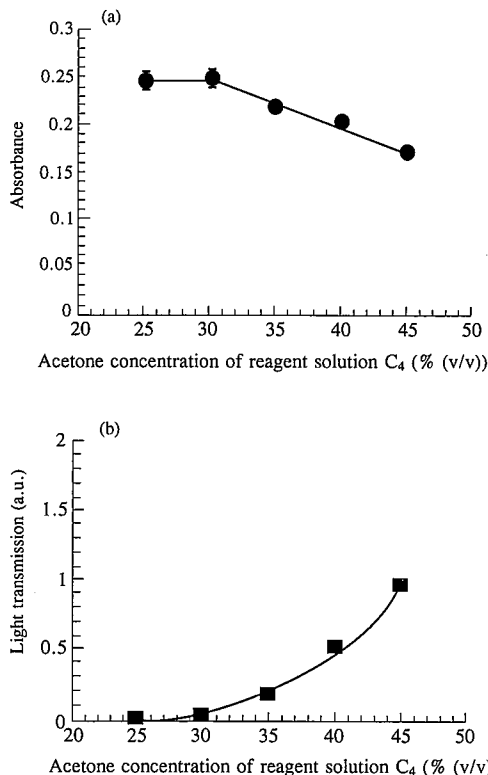 (a)
0.3
0.25
0.2
0.15
0.1
0.05
0
Absorbance
20 25 30 35 40 45 50
Acetone concentration of reagent solution C₄ (% (v/v))
(b)
2
1.5
1
0.5
0
Light transmission (a.u.)
20 25 30 35 40 45 50
Acetone concentration of reagent solution C₄ (% (v/v)